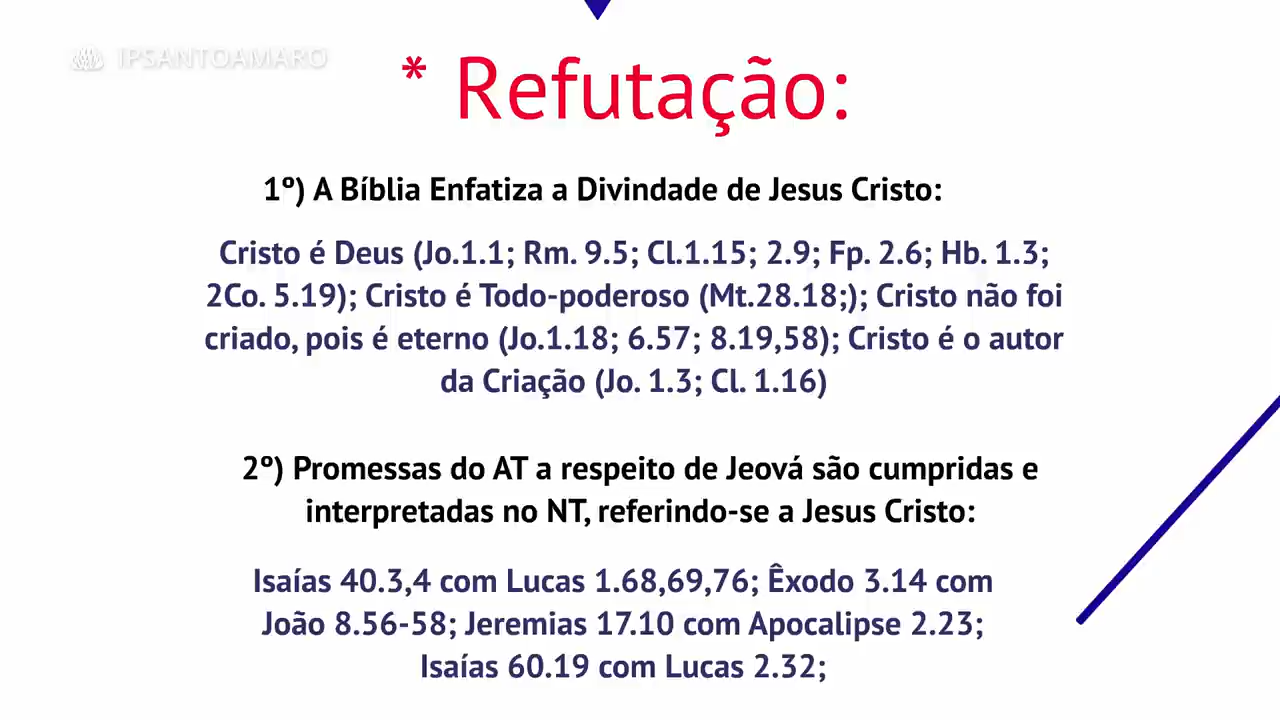 IPSANTOAMARO
* Refutação:
1º) A Bíblia Enfatiza a Divindade de Jesus Cristo:
Cristo é Deus (Jo.1.1; Rm. 9.5; Cl.1.15; 2.9; Fp. 2.6; Hb. 1.3;
2Co. 5.19); Cristo é Todo-poderoso (Mt.28.18;); Cristo não foi
criado, pois é eterno (Jo.1.18; 6.57; 8.19,58); Cristo é o autor
da Criação (Jo. 1.3; Cl. 1.16)
2º) Promessas do AT a respeito de Jeová são cumpridas e
interpretadas no NT, referindo-se a Jesus Cristo:
Isaías 40.3,4 com Lucas 1.68,69,76; Êxodo 3.14 com
João 8.56-58; Jeremias 17.10 com Apocalipse 2.23;
Isaías 60.19 com Lucas 2.32;